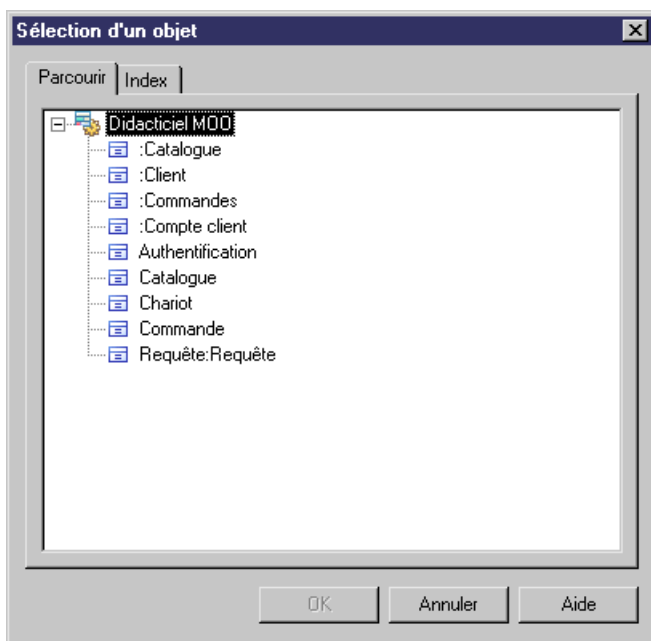 Sélection d'un objet
Parcourir Index
Didacticiel MOO
:Catalogue
:Client
:Commandes
:Compte client
Authentification
Catalogue
Chariot
Commande
Requête:Requête
OK Annuler Aide